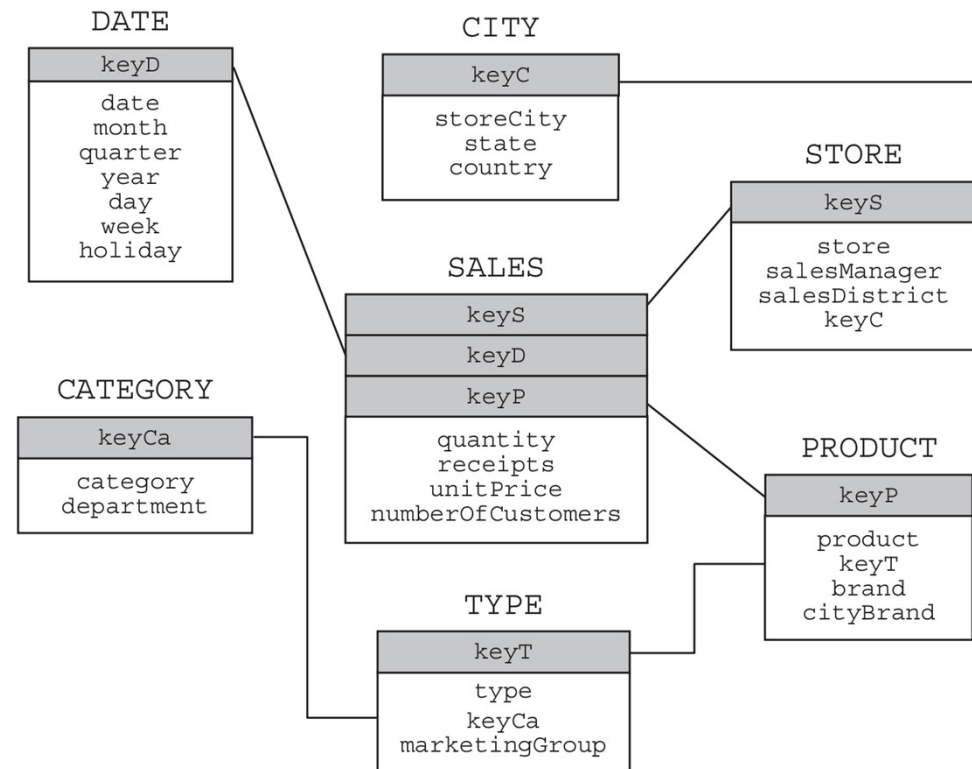 DATE
keyD
date
month
quarter
year
day
week
holiday
CITY
keyC
storeCity
state
country
STORE
keyS
store
salesManager
salesDistrict
keyC
SALES
keyS
keyD
keyP
quantity
receipts
unitPrice
numberOfCustomers
CATEGORY
keyCa
category
department
PRODUCT
keyP
product
keyT
brand
cityBrand
TYPE
keyT
type
keyCa
marketingGroup